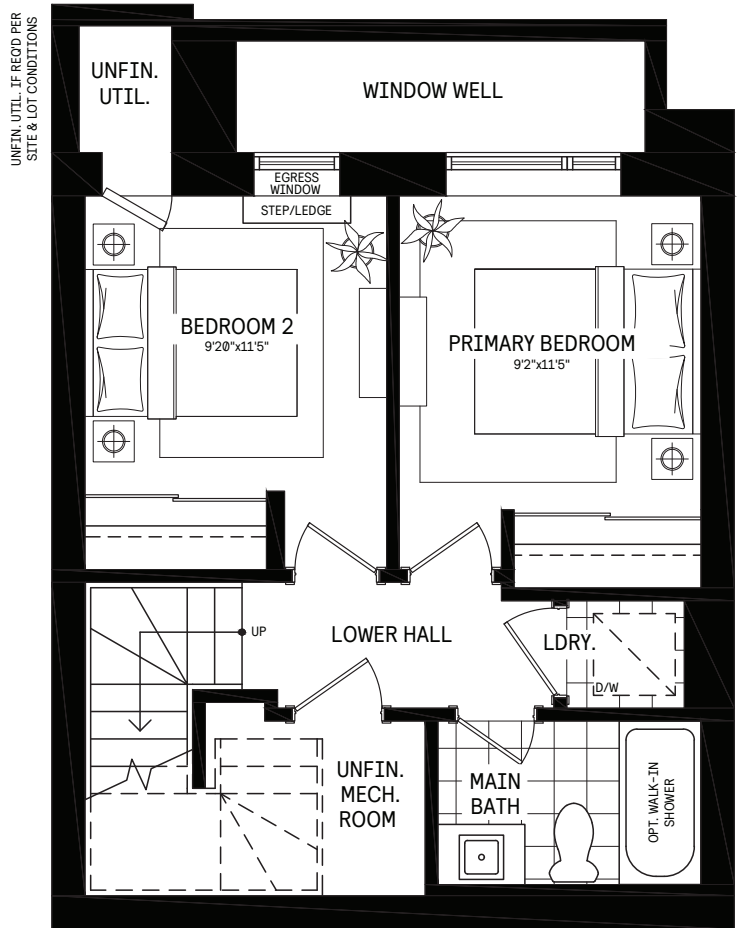 UNFIN. UTIL. IF REQ'D PER
SITE & LOT CONDITIONS
UNFIN.
UTIL.
WINDOW WELL
EGRESS
WINDOW
STEP/LEDGE
BEDROOM 2
9'20"x11'5"
PRIMARY BEDROOM
9'2"x11'5"
UP
LOWER HALL
LDRY.
D/W
UNFIN.
MECH.
ROOM
MAIN
BATH
OPT. WALK-IN
SHOWER